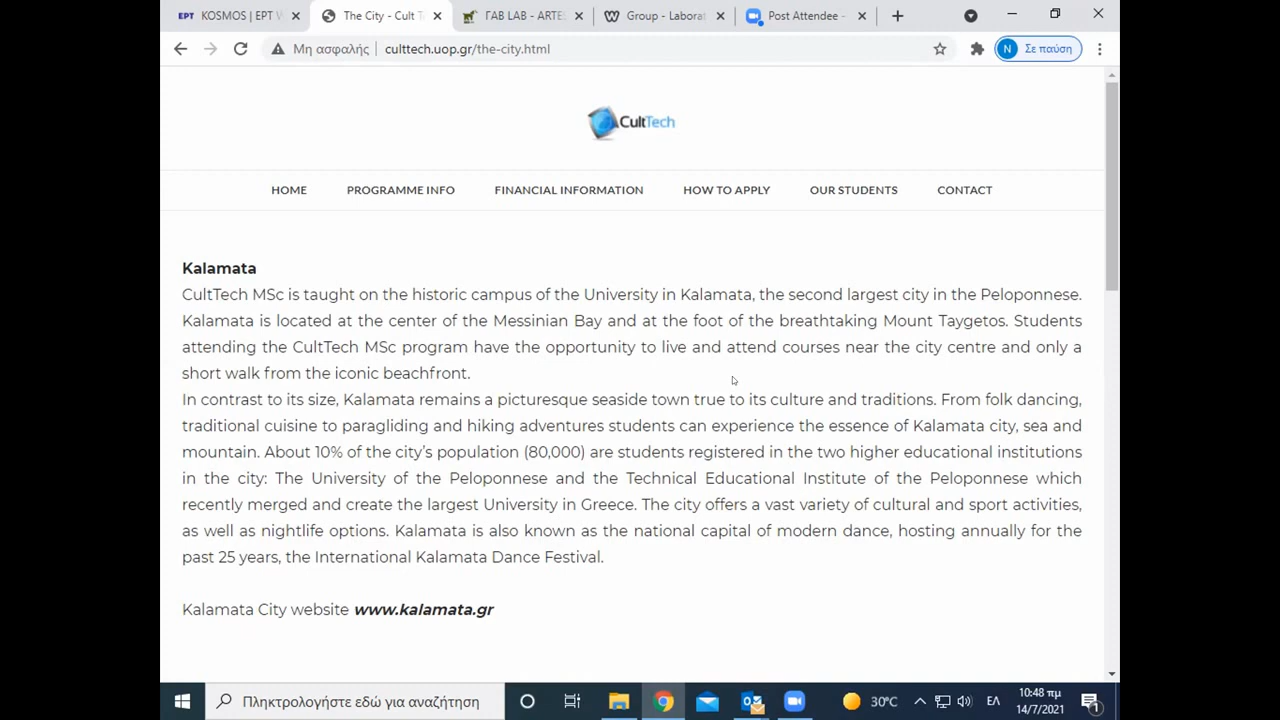 ΕΡΤ KOSMOS | ΕΡΤ W
The City - Cult T
ΓΑΒ LAB - ARTE
Group - Laborat
Post Attendee -
Μη ασφαλής | culttech.uop.gr/the-city.html
N Σε παύση
CultTech
HOME PROGRAMME INFO FINANCIAL INFORMATION HOW TO APPLY OUR STUDENTS CONTACT
Kalamata
CultTech MSc is taught on the historic campus of the University in Kalamata, the second largest city in the Peloponnese.
Kalamata is located at the center of the Messinian Bay and at the foot of the breathtaking Mount Taygetos. Students
attending the CultTech MSc program have the opportunity to live and attend courses near the city centre and only a
short walk from the iconic beachfront.
In contrast to its size, Kalamata remains a picturesque seaside town true to its culture and traditions. From folk dancing,
traditional cuisine to paragliding and hiking adventures students can experience the essence of Kalamata city, sea and
mountain. About 10% of the city's population (80,000) are students registered in the two higher educational institutions
in the city: The University of the Peloponnese and the Technical Educational Institute of the Peloponnese which
recently merged and create the largest University in Greece. The city offers a vast variety of cultural and sport activities,
as well as nightlife options. Kalamata is also known as the national capital of modern dance, hosting annually for the
past 25 years, the International Kalamata Dance Festival.
Kalamata City website www.kalamata.gr
Πληκτρολογήστε εδώ για αναζήτηση
30°C
ΕΛ
10:48 πμ
14/7/2021
1